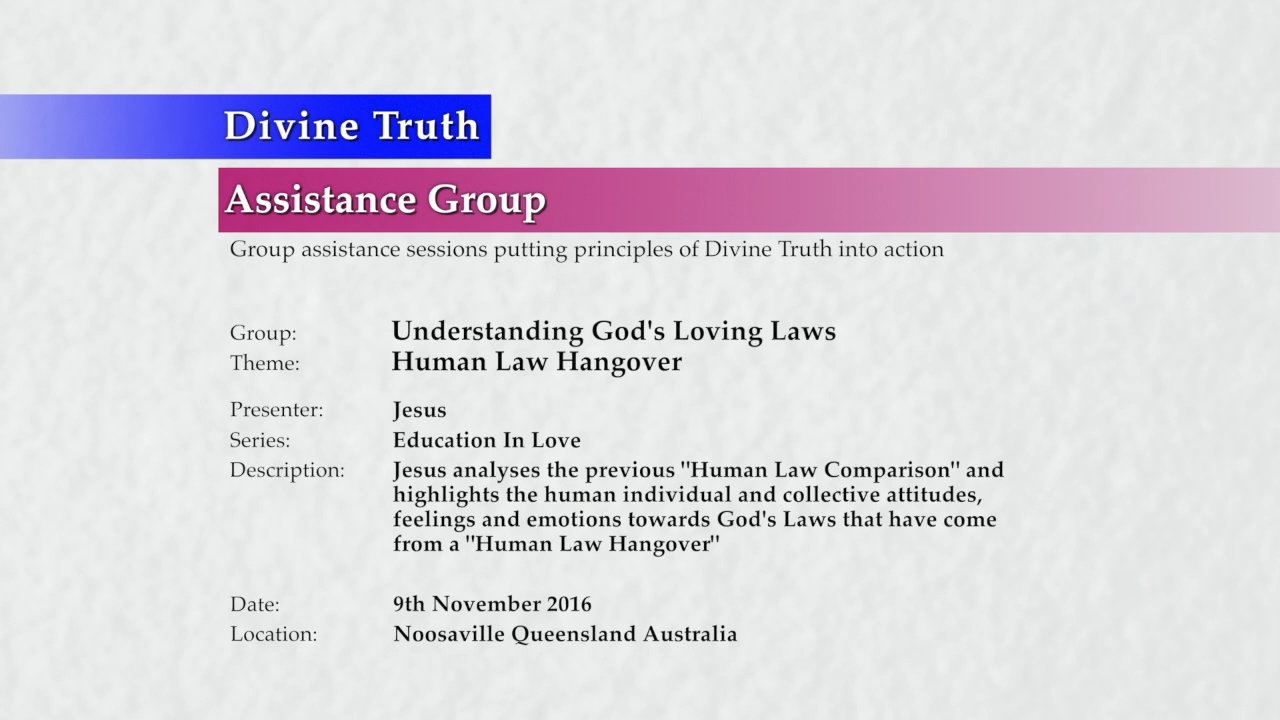 Divine Truth
Assistance Group
Group assistance sessions putting principles of Divine Truth into action
Group: Understanding God's Loving Laws
Theme: Human Law Hangover
Presenter: Jesus
Series: Education In Love
Description: Jesus analyses the previous "Human Law Comparison" and
highlights the human individual and collective attitudes,
feelings and emotions towards God's Laws that have come
from a "Human Law Hangover"
Date: 9th November 2016
Location: Noosaville Queensland Australia